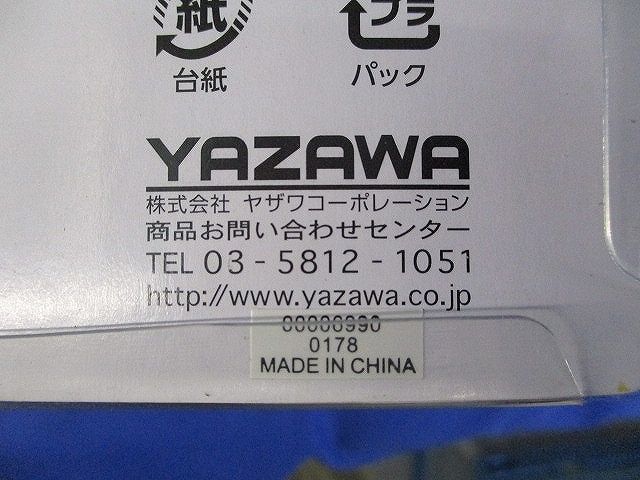 紙
プラ
台紙
パック
YAZAWA
株式会社 ヤザワコーポレーション
商品お問い合わせセンター
TEL 03-5812-1051
http://www.yazawa.co.jp
00006990
0178
MADE IN CHINA